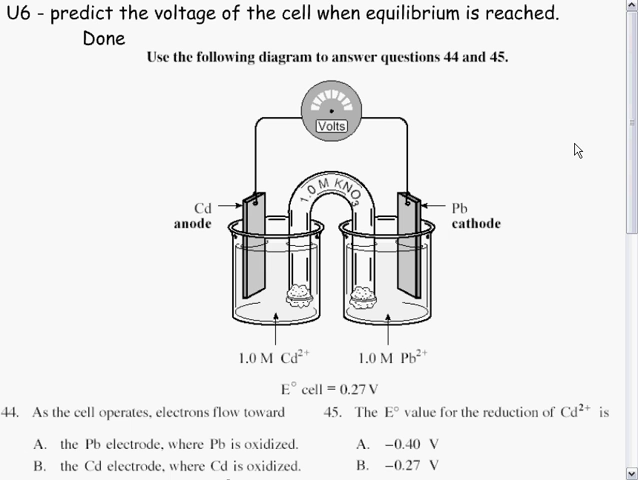 U6 - predict the voltage of the cell when equilibrium is reached.
Done
Use the following diagram to answer questions 44 and 45.
Volts
1.0 M KNO₃
Cd
anode
Pb
cathode
1.0 M Cd²⁺
1.0 M Pb²⁺
E° cell = 0.27 V
44. As the cell operates, electrons flow toward
A. the Pb electrode, where Pb is oxidized.
B. the Cd electrode, where Cd is oxidized.
45. The E° value for the reduction of Cd²⁺ is
A. −0.40 V
B. −0.27 V